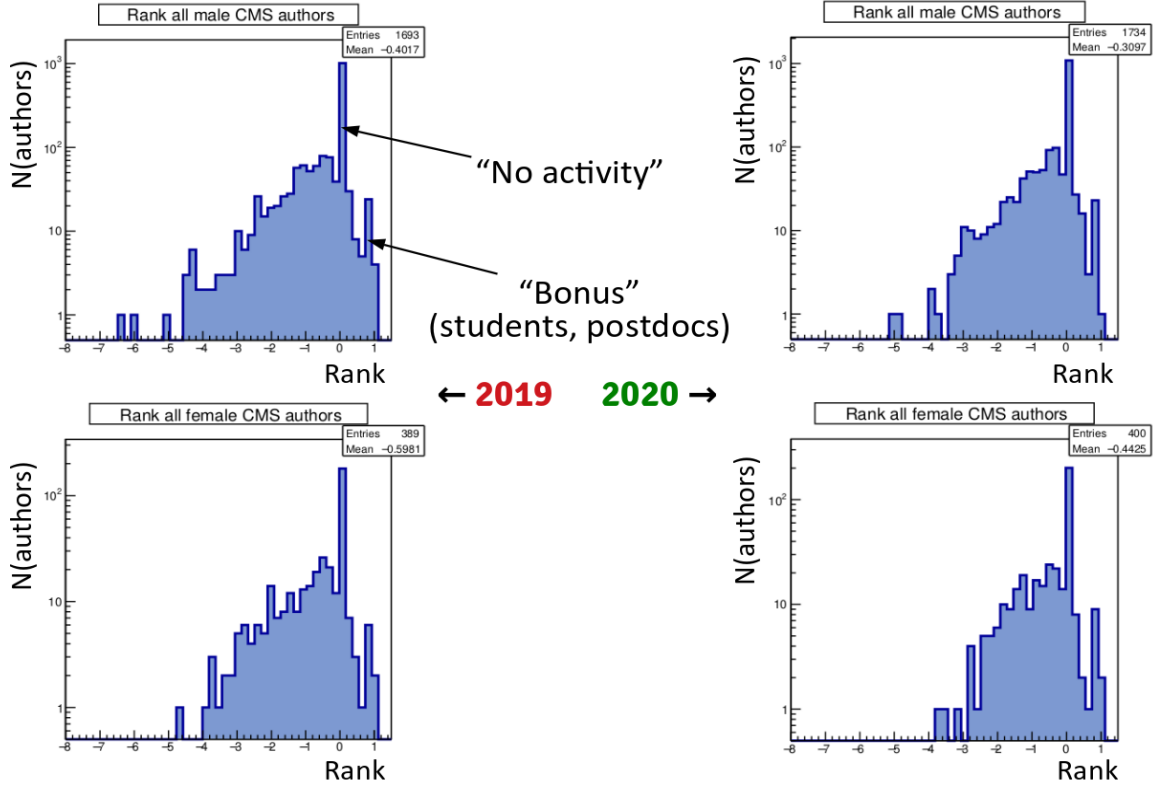 Rank all male CMS authors
Entries 1693
Mean −0.4017
N(authors)
10³
10²
10
1
−8 −7 −6 −5 −4 −3 −2 −1 0 1
Rank
Rank all male CMS authors
Entries 1734
Mean −0.3097
N(authors)
10³
10²
10
1
−8 −7 −6 −5 −4 −3 −2 −1 0 1
Rank
“No activity”
“Bonus”
(students, postdocs)
← 2019 2020 →
Rank all female CMS authors
Entries 389
Mean −0.5981
N(authors)
10²
10
1
−8 −7 −6 −5 −4 −3 −2 −1 0 1
Rank
Rank all female CMS authors
Entries 400
Mean −0.4425
N(authors)
10²
10
1
−8 −7 −6 −5 −4 −3 −2 −1 0 1
Rank